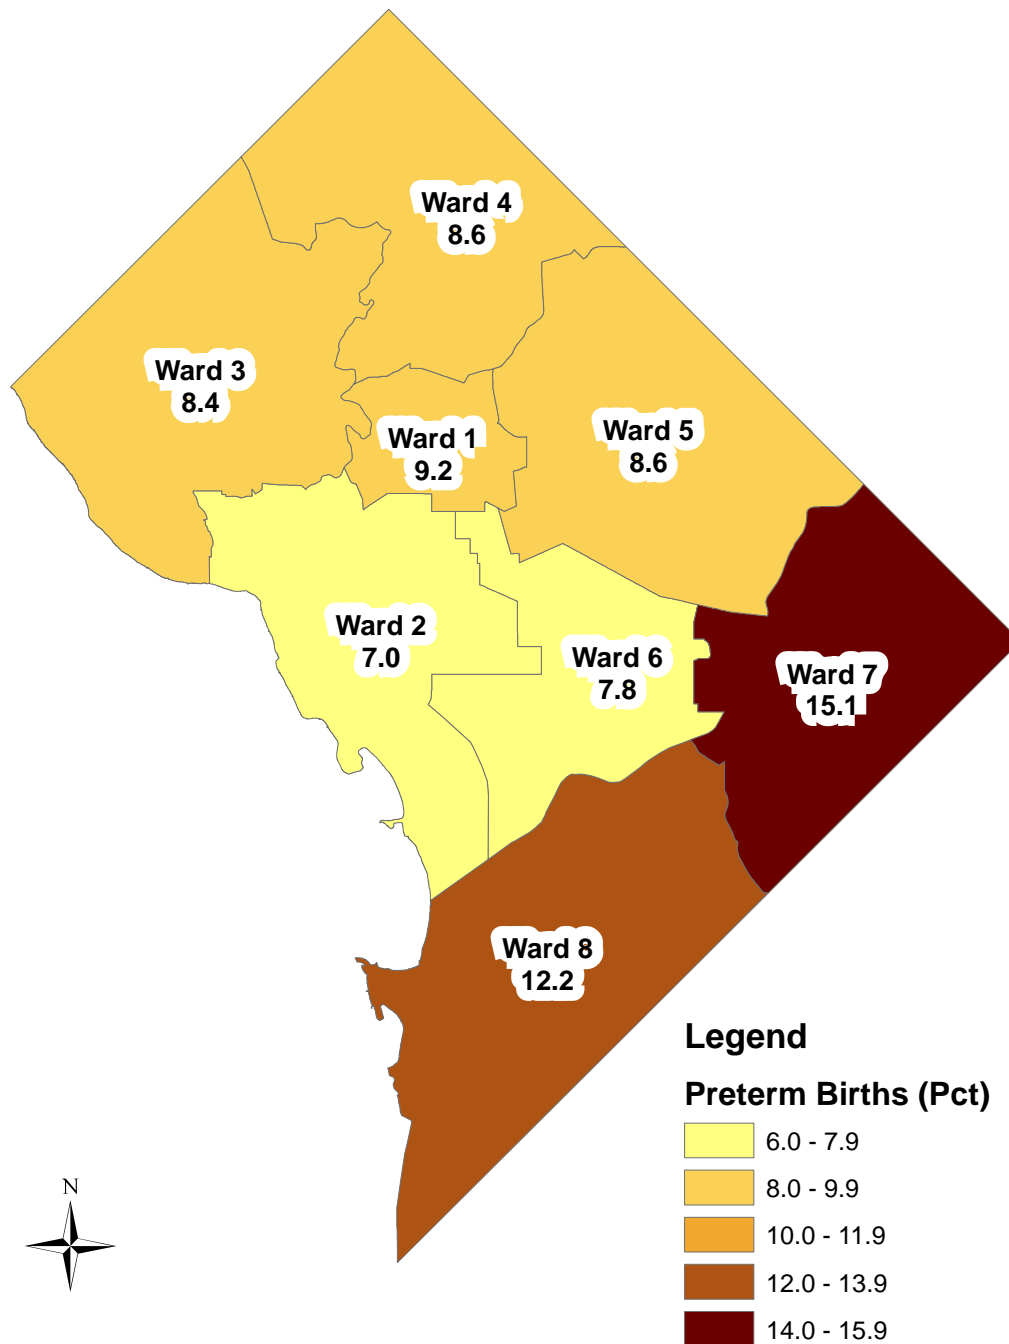 Ward 4
8.6
Ward 3
8.4
Ward 1
9.2
Ward 5
8.6
Ward 2
7.0
Ward 6
7.8
Ward 7
15.1
Ward 8
12.2
Legend
Preterm Births (Pct)
6.0 - 7.9
8.0 - 9.9
10.0 - 11.9
12.0 - 13.9
14.0 - 15.9
N